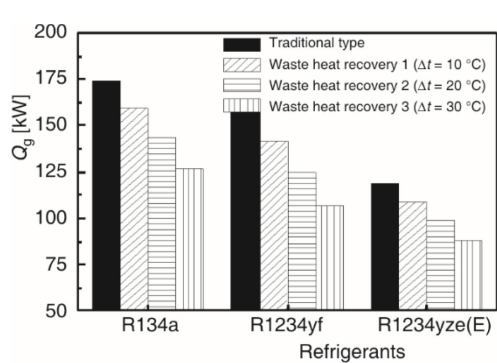 200
175
150
125
100
75
50
Qg [kW]
Traditional type
Waste heat recovery 1 (Δt = 10 °C)
Waste heat recovery 2 (Δt = 20 °C)
Waste heat recovery 3 (Δt = 30 °C)
R134a
R1234yf
R1234yze(E)
Refrigerants